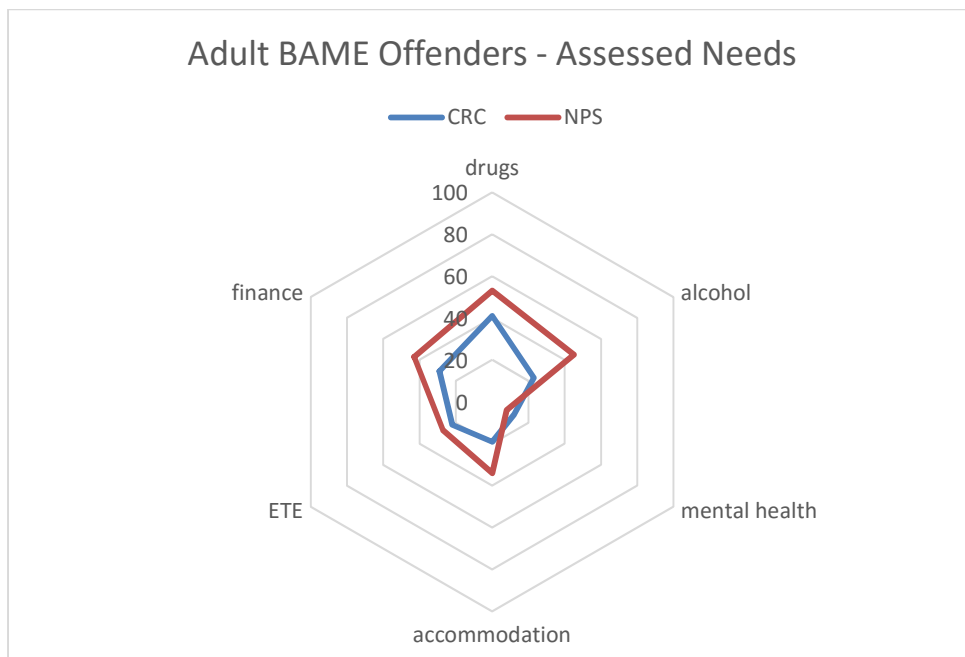 Adult BAME Offenders - Assessed Needs
CRC NPS
drugs
100
80
60
40
20
0
finance
alcohol
ETE
mental health
accommodation